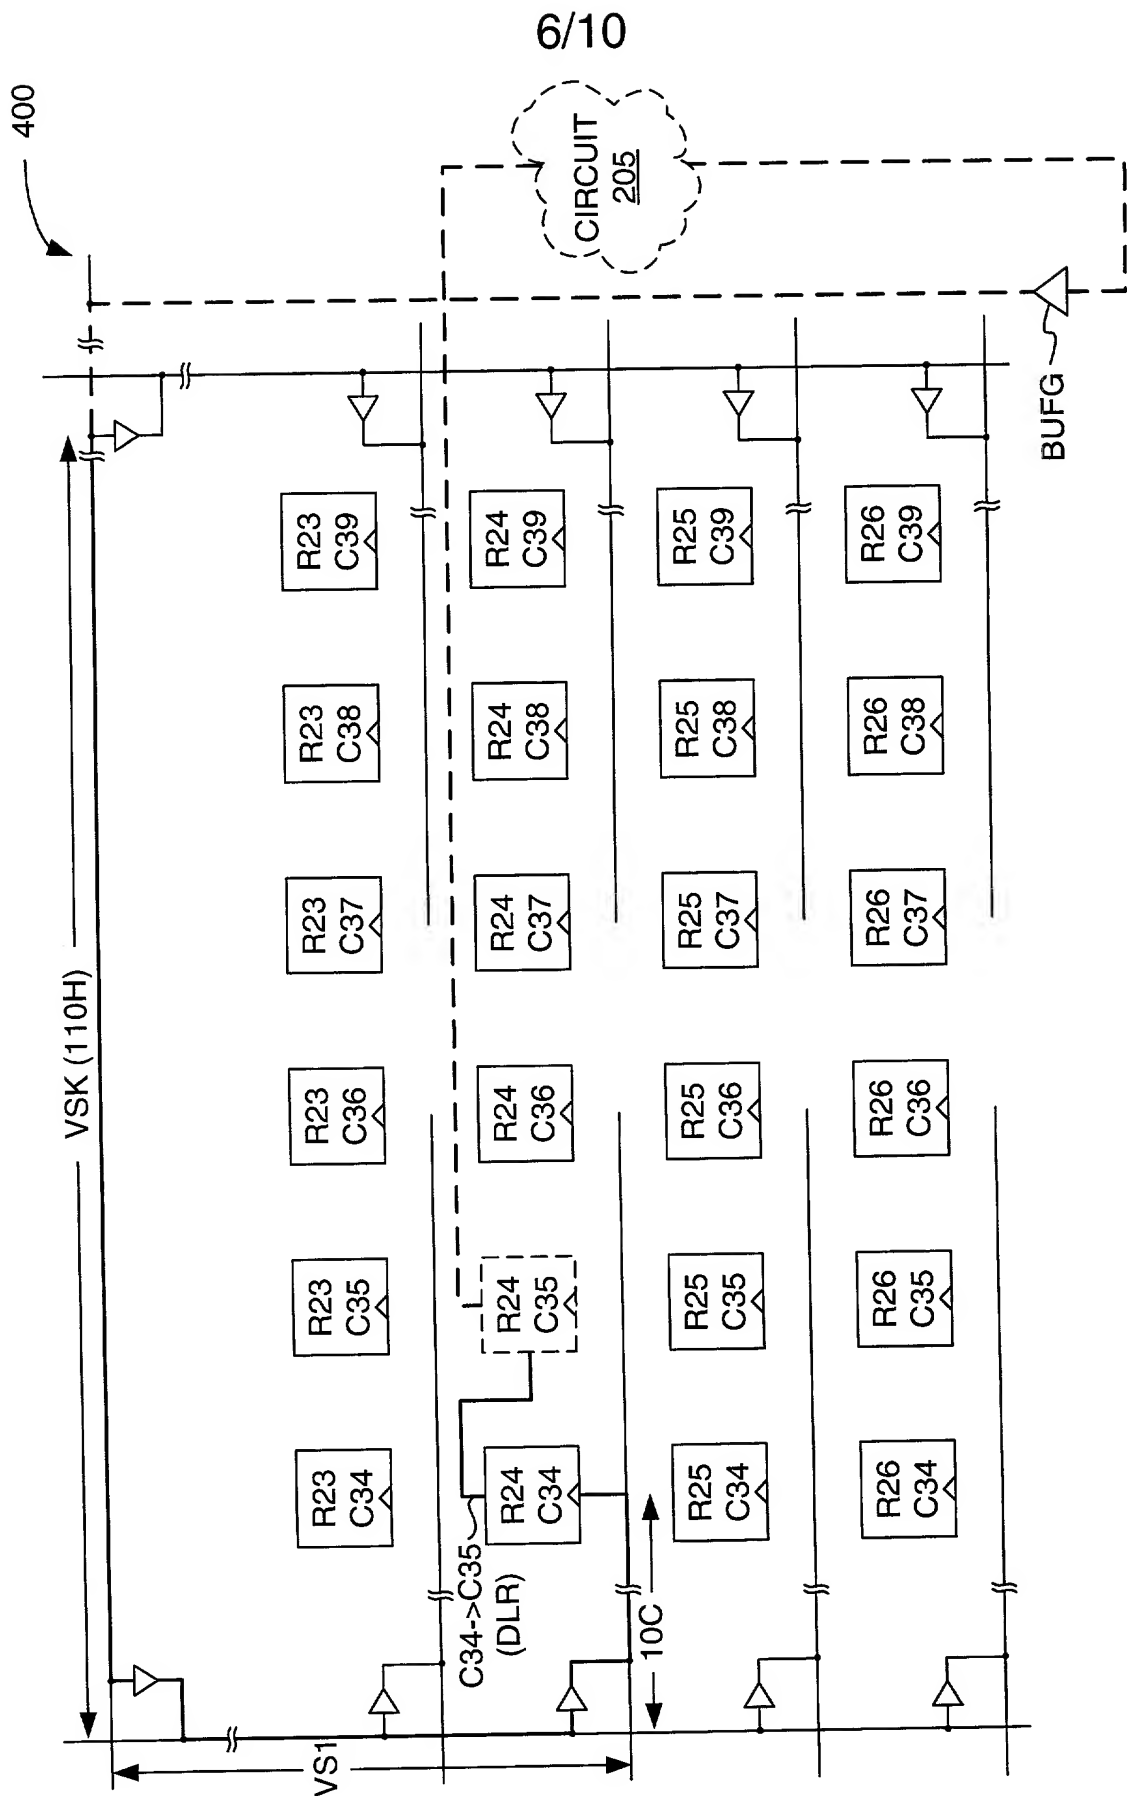 6/10
400
VSK (110H)
CIRCUIT
205
BUFG
R23
C34
R23
C35
R23
C36
R23
C37
R23
C38
R23
C39
R24
C34
R24
C35
R24
C36
R24
C37
R24
C38
R24
C39
R25
C34
R25
C35
R25
C36
R25
C37
R25
C38
R25
C39
R26
C34
R26
C35
R26
C36
R26
C37
R26
C38
R26
C39
C34->C35
(DLR)
10C
VS1